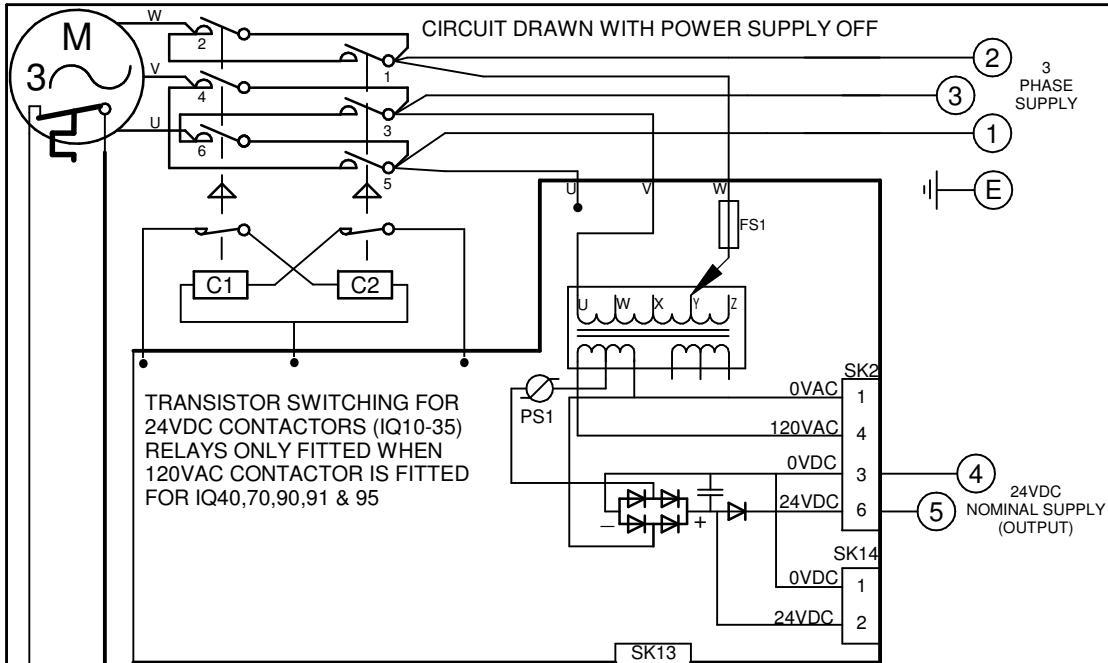 CIRCUIT DRAWN WITH POWER SUPPLY OFF
M
3
W
V
U
2
4
6
1
3
5
2
3
1
E
3
PHASE
SUPPLY
C1
C2
U
V
W
FS1
U W X Y Z
PS1
TRANSISTOR SWITCHING FOR
24VDC CONTACTORS (IQ10-35)
RELAYS ONLY FITTED WHEN
120VAC CONTACTOR IS FITTED
FOR IQ40,70,90,91 & 95
SK2
0VAC 1
120VAC 4
0VDC 3
24VDC 6
4
5
24VDC
NOMINAL SUPPLY
(OUTPUT)
– +
SK14
0VDC 1
24VDC 2
SK13